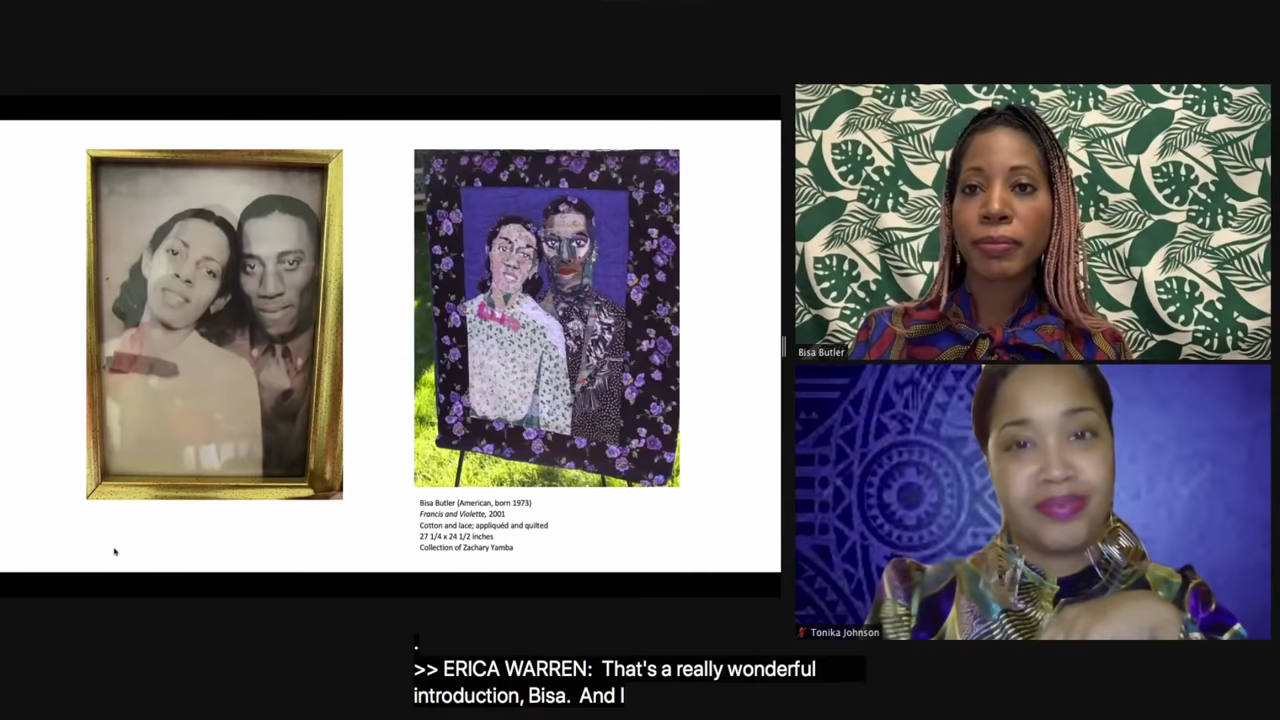 Bisa Butler (American, born 1973)
Francis and Violette, 2001
Cotton and lace; appliquéd and quilted
27 1/4 x 24 1/2 inches
Collection of Zachary Yamba
Bisa Butler
Tonika Johnson
.
>> ERICA WARREN: That's a really wonderful
introduction, Bisa. And I